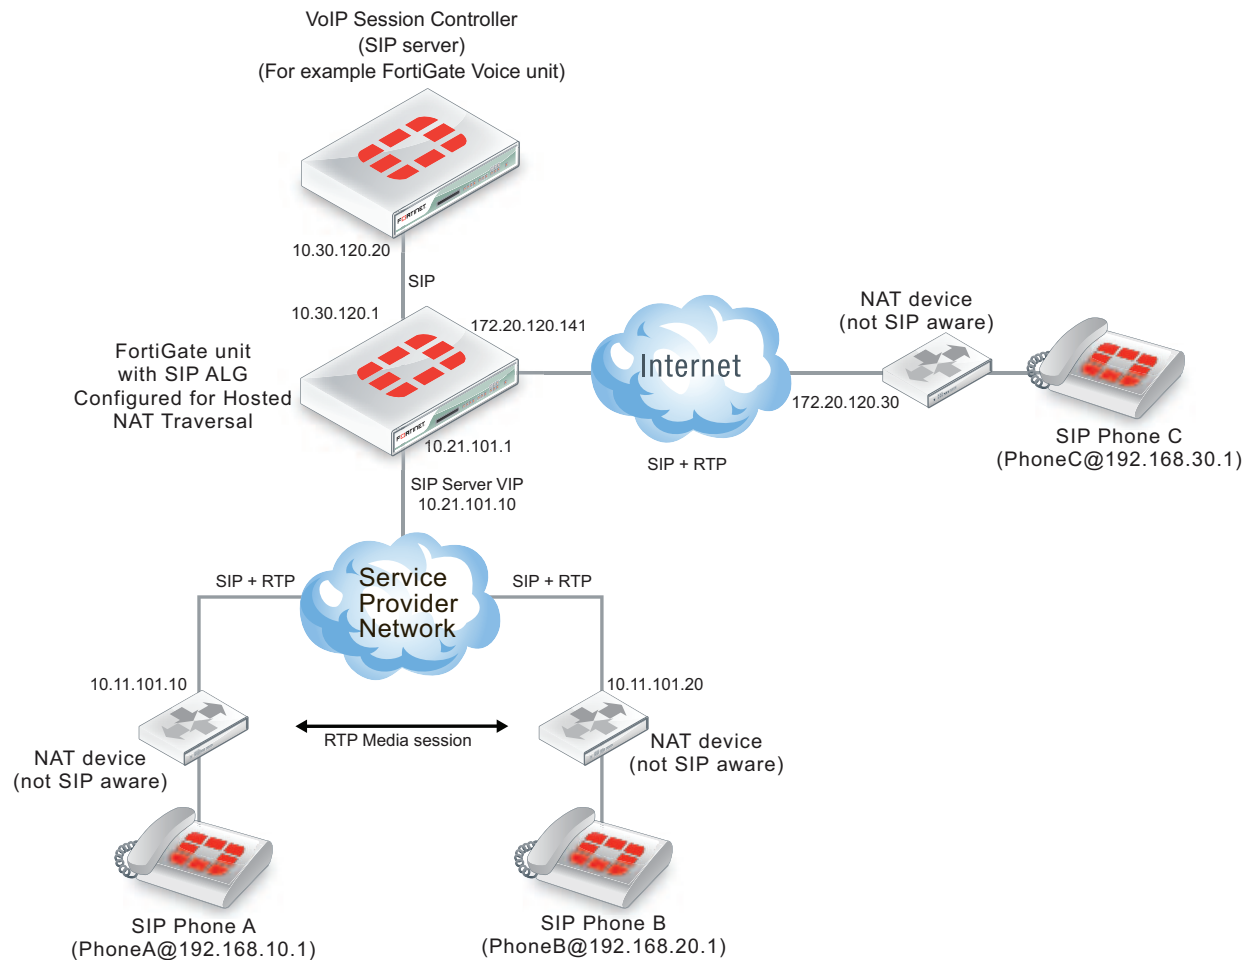 VoIP Session Controller
(SIP server)
(For example FortiGate Voice unit)
FORTINET
10.30.120.20
SIP
10.30.120.1
172.20.120.141
FortiGate unit
with SIP ALG
Configured for Hosted
NAT Traversal
FORTINET
10.21.101.1
Internet
SIP + RTP
NAT device
(not SIP aware)
172.20.120.30
SIP Phone C
(PhoneC@192.168.30.1)
SIP Server VIP
10.21.101.10
SIP + RTP
Service
Provider
Network
SIP + RTP
10.11.101.10
10.11.101.20
RTP Media session
NAT device
(not SIP aware)
NAT device
(not SIP aware)
SIP Phone A
(PhoneA@192.168.10.1)
SIP Phone B
(PhoneB@192.168.20.1)